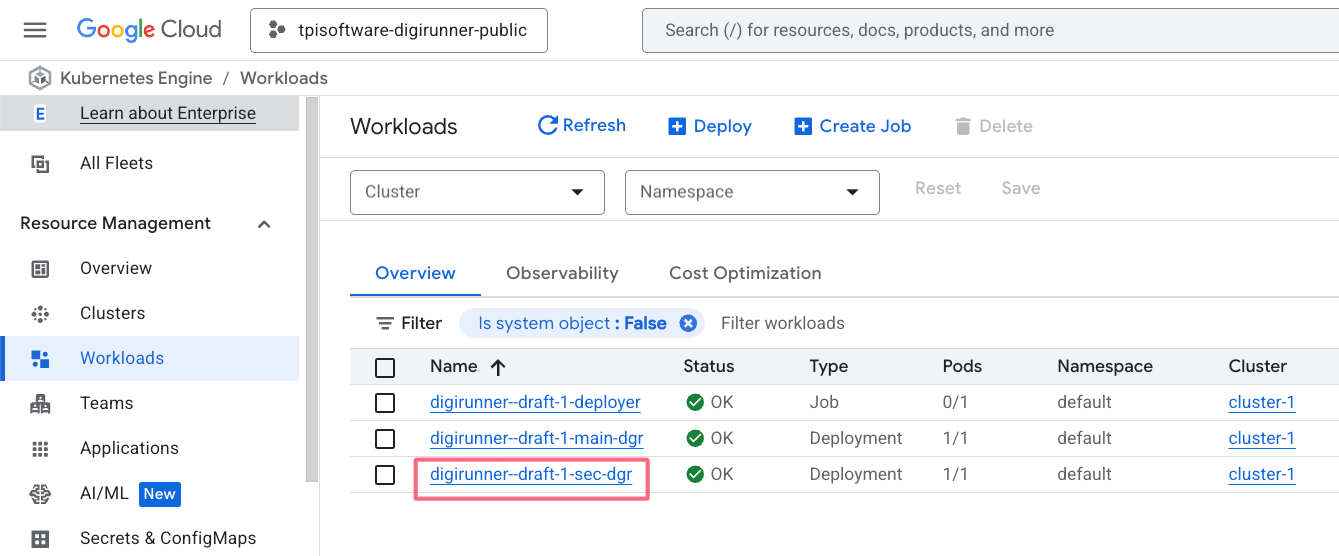 Google Cloud
tpisoftware-digirunner-public
Search (/) for resources, docs, products, and more
Kubernetes Engine / Workloads
E Learn about Enterprise
All Fleets
Resource Management
Overview
Clusters
Workloads
Teams
Applications
AI/ML New
Secrets & ConfigMaps
Workloads Refresh Deploy Create Job Delete
Cluster Namespace Reset Save
Overview Observability Cost Optimization
Filter Is system object : False Filter workloads
Name Status Type Pods Namespace Cluster
digirunner--draft-1-deployer OK Job 0/1 default cluster-1
digirunner--draft-1-main-dgr OK Deployment 1/1 default cluster-1
digirunner--draft-1-sec-dgr OK Deployment 1/1 default cluster-1